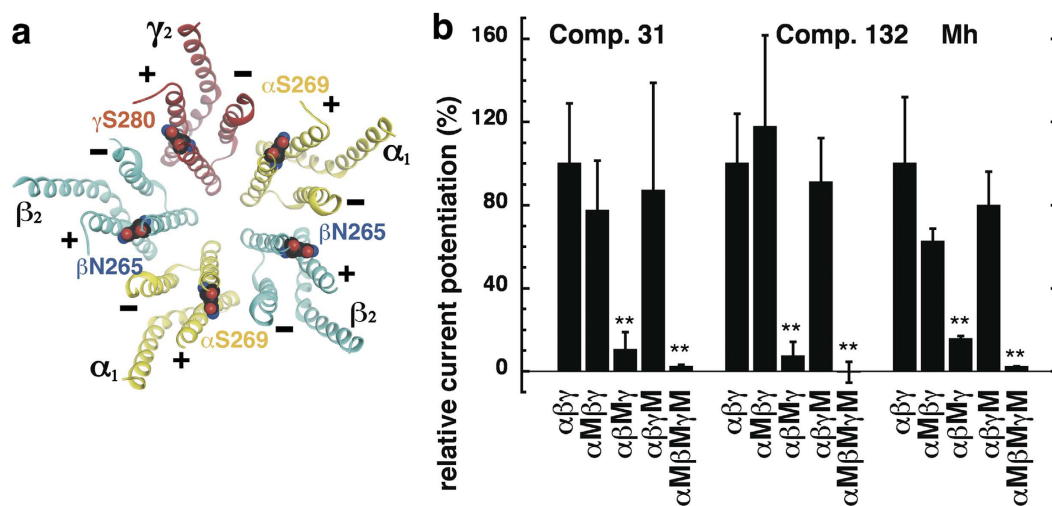 a
γ2
+
−
αS269
+
γS280
α1
−
−
β2
βN265
+
βN265
+
−
−
β2
αS269
α1
+
b
relative current potentiation (%)
160
120
80
40
0
Comp. 31
Comp. 132
Mh
**
**
**
**
**
**
αβγ
αMβγ
αβMγ
αβγM
αMβMγM
αβγ
αMβγ
αβMγ
αβγM
αMβMγM
αβγ
αMβγ
αβMγ
αβγM
αMβMγM